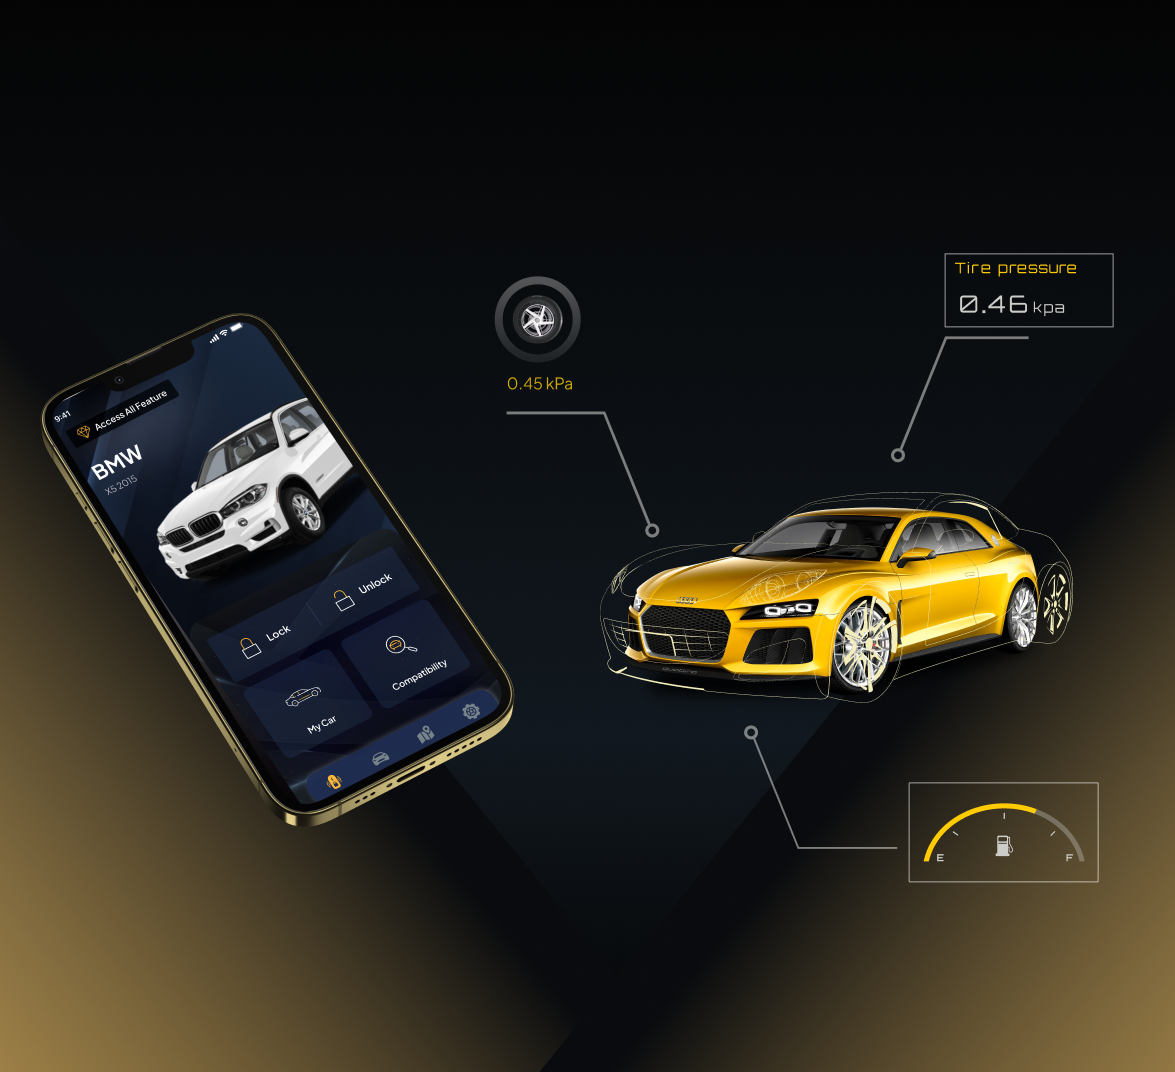 9:41
Access All Feature
BMW
X5 2015
Lock
Unlock
My Car
Compatibility
0.45 kPa
Tire pressure
0.46 kpa
E F